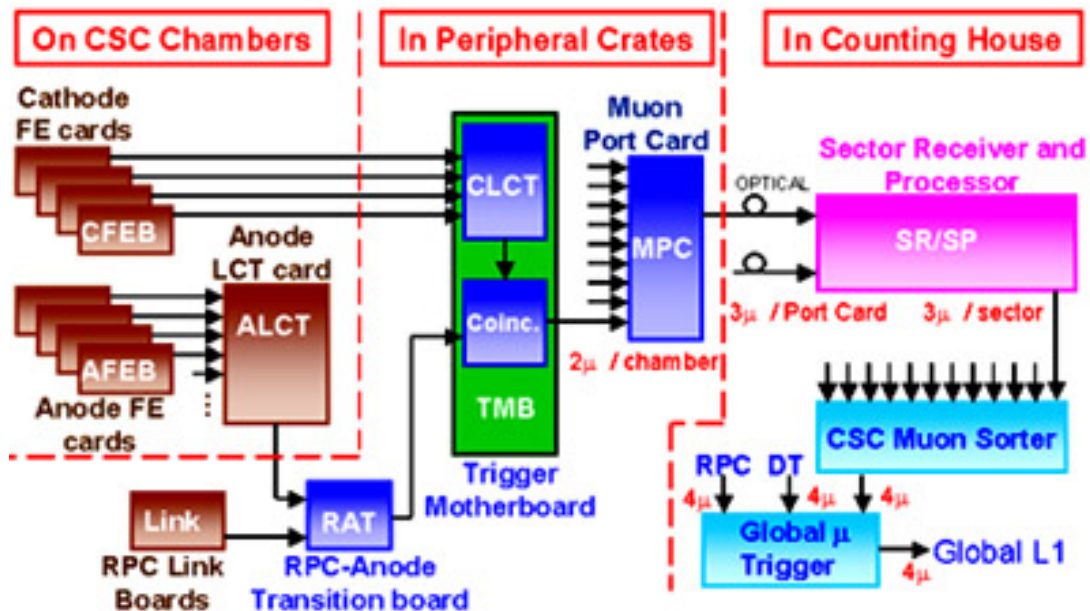 On CSC Chambers
In Peripheral Crates
In Counting House
Cathode
FE cards
CFEB
Anode
LCT card
ALCT
AFEB
Anode FE
cards
Link
RPC Link
Boards
RAT
RPC-Anode
Transition board
CLCT
Coinc.
TMB
Trigger
Motherboard
Muon
Port Card
MPC
2μ / chamber
OPTICAL
Sector Receiver and
Processor
SR/SP
3μ / Port Card
3μ / sector
CSC Muon Sorter
RPC DT
4μ
4μ
4μ
Global μ
Trigger
4μ
Global L1